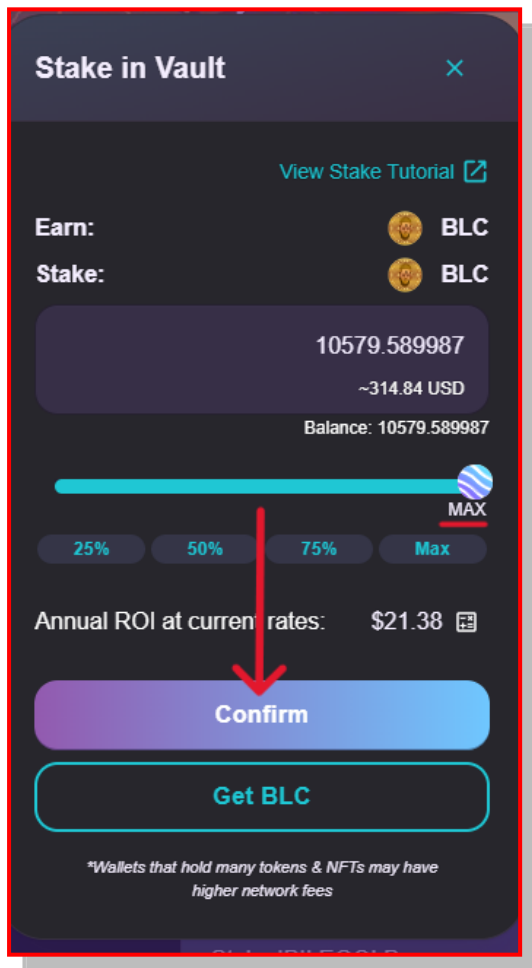 Stake in Vault
View Stake Tutorial
Earn: BLC
Stake: BLC
10579.589987
~314.84 USD
Balance: 10579.589987
MAX
25% 50% 75% Max
Annual ROI at current rates: $21.38
Confirm
Get BLC
*Wallets that hold many tokens & NFTs may have
higher network fees